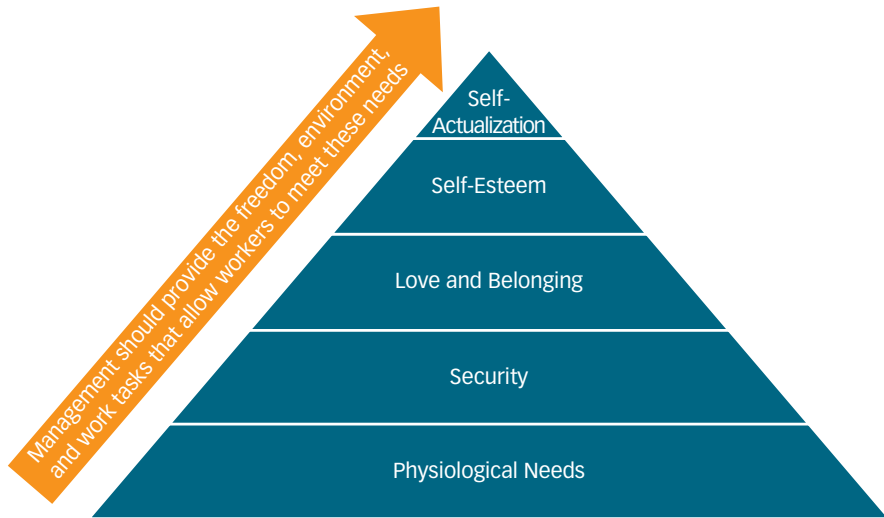 Management should provide the freedom, environment,
and work tasks that allow workers to meet these needs
Self-
Actualization
Self-Esteem
Love and Belonging
Security
Physiological Needs